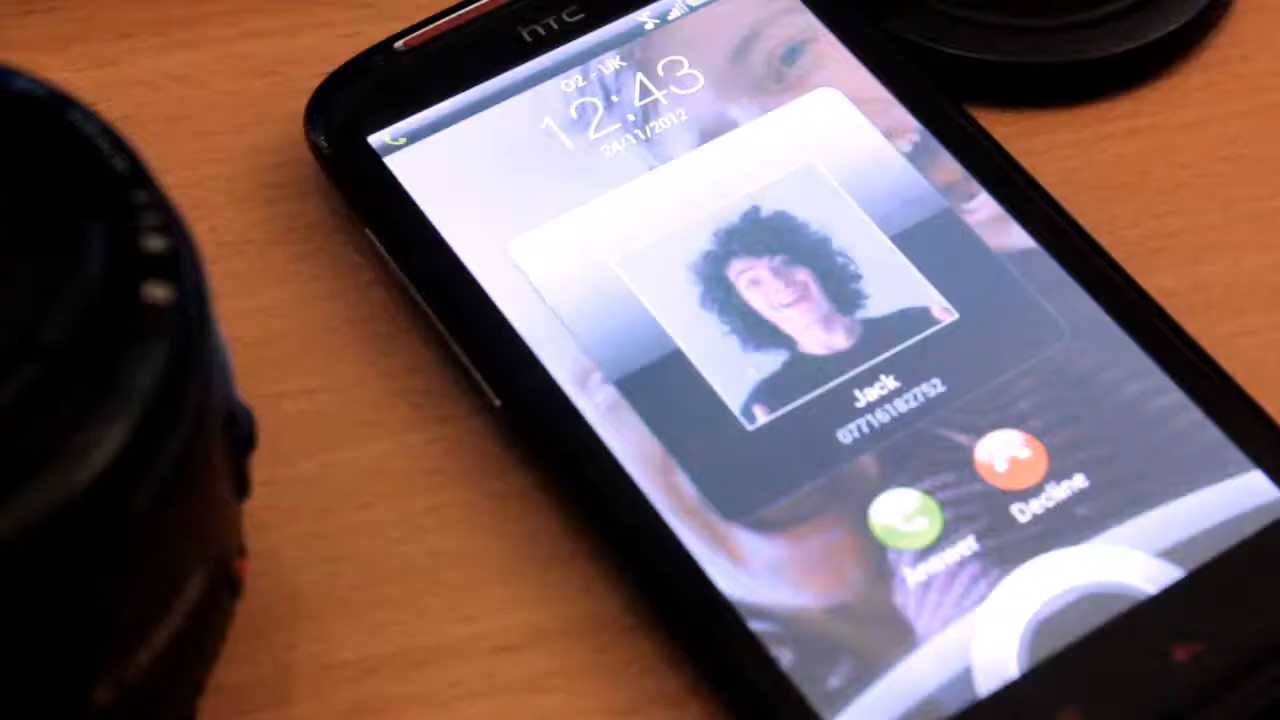 hTC
O2 - UK
12:43
24/11/2012
Jack
07716182752
Decline
Answer